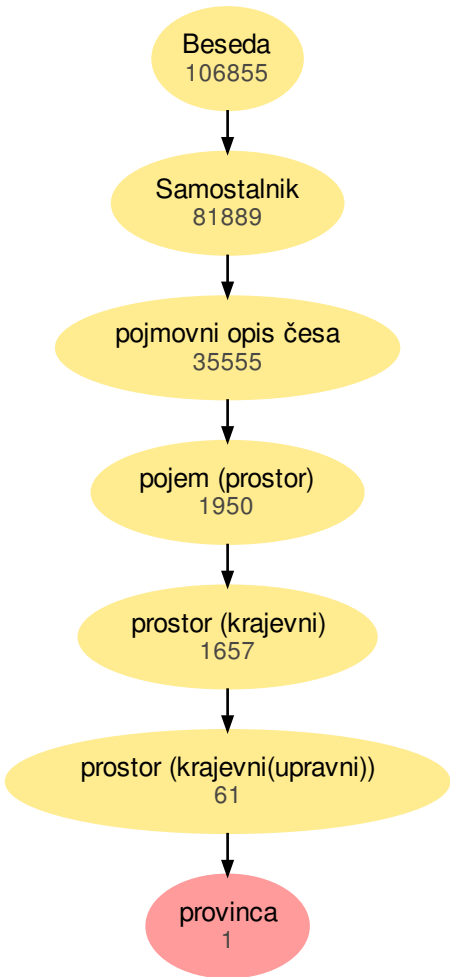 Beseda
106855
Samostalnik
81889
pojmovni opis česa
35555
pojem (prostor)
1950
prostor (krajevni)
1657
prostor (krajevni(upravni))
61
provinca
1